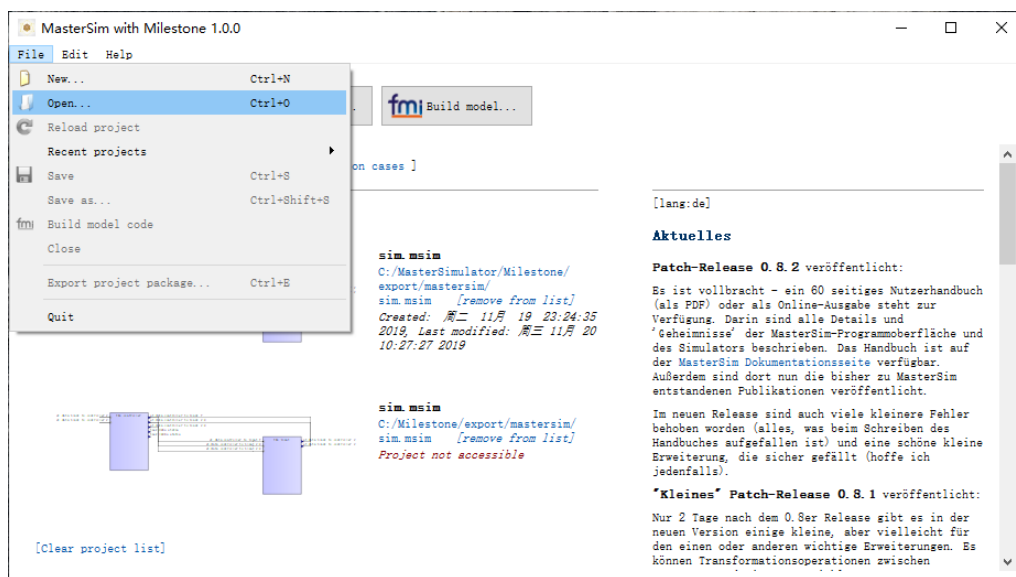 MasterSim with Milestone 1.0.0
File Edit Help
New... Ctrl+N
Open... Ctrl+O
Reload project
Recent projects
Save Ctrl+S
Save as... Ctrl+Shift+S
fmi Build model code
Close
Export project package... Ctrl+E
Quit
fmi Build model...
on cases ]
sim.msim
C:/MasterSimulator/Milestone/
export/mastersim/
sim.msim [remove from list]
Created: 周二 11月 19 23:24:35
2019, Last modified: 周三 11月 20
10:27:27 2019
sim.msim
C:/Milestone/export/mastersim/
sim.msim [remove from list]
Project not accessible
[Clear project list]
[lang:de]
Aktuelles
Patch-Release 0.8.2 veröffentlicht:
Es ist vollbracht - ein 60 seitiges Nutzerhandbuch
(als PDF) oder als Online-Ausgabe steht zur
Verfügung. Darin sind alle Details und
'Geheimnisse' der MasterSim-Programmoberfläche und
des Simulators beschrieben. Das Handbuch ist auf
der MasterSim Dokumentationsseite verfügbar.
Außerdem sind dort nun die bisher zu MasterSim
entstandenen Publikationen veröffentlicht.
Im neuen Release sind auch viele kleinere Fehler
behoben worden (alles, was beim Schreiben des
Handbuches aufgefallen ist) und eine schöne kleine
Erweiterung, die sicher gefällt (hoffe ich
jedenfalls).
"Kleines" Patch-Release 0.8.1 veröffentlicht:
Nur 2 Tage nach dem 0.8er Release gibt es in der
neuen Version einige kleine, aber vielleicht für
den einen oder anderen wichtige Erweiterungen. Es
können Transformationsoperationen zwischen